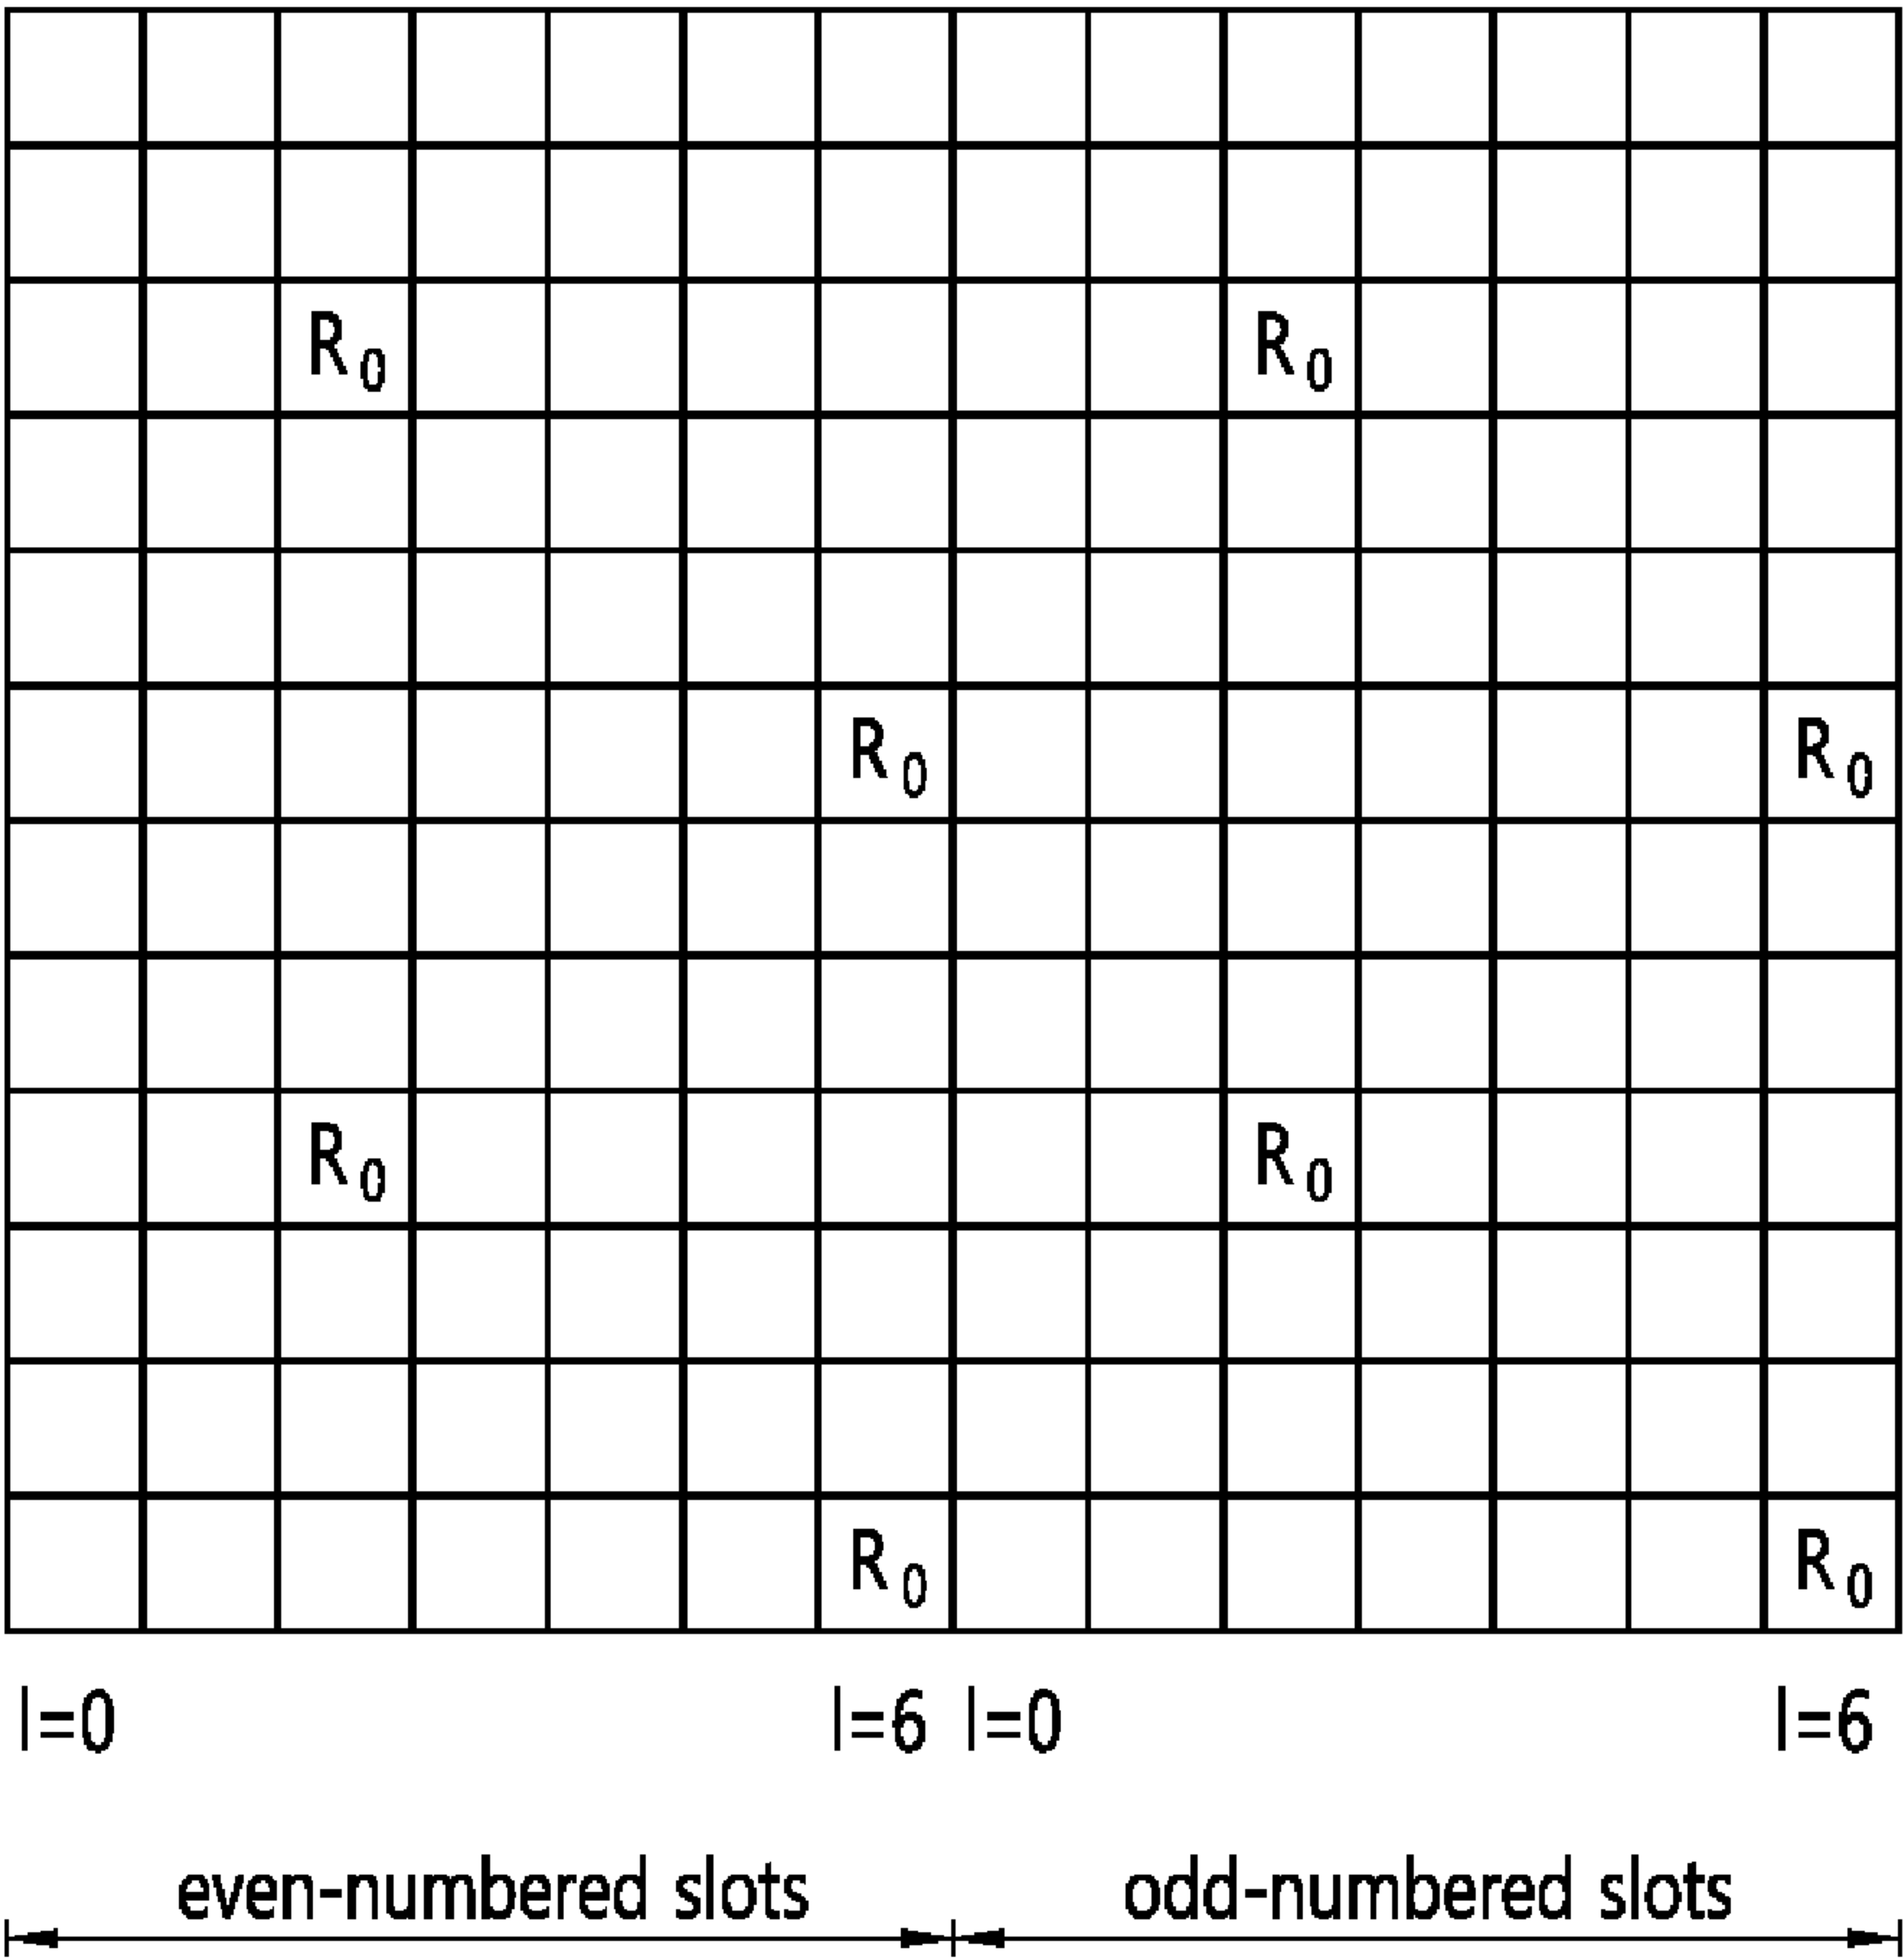 R0 R0
R0 R0
R0 R0
R0 R0
l=0 l=6 l=0 l=6
even-numbered slots odd-numbered slots